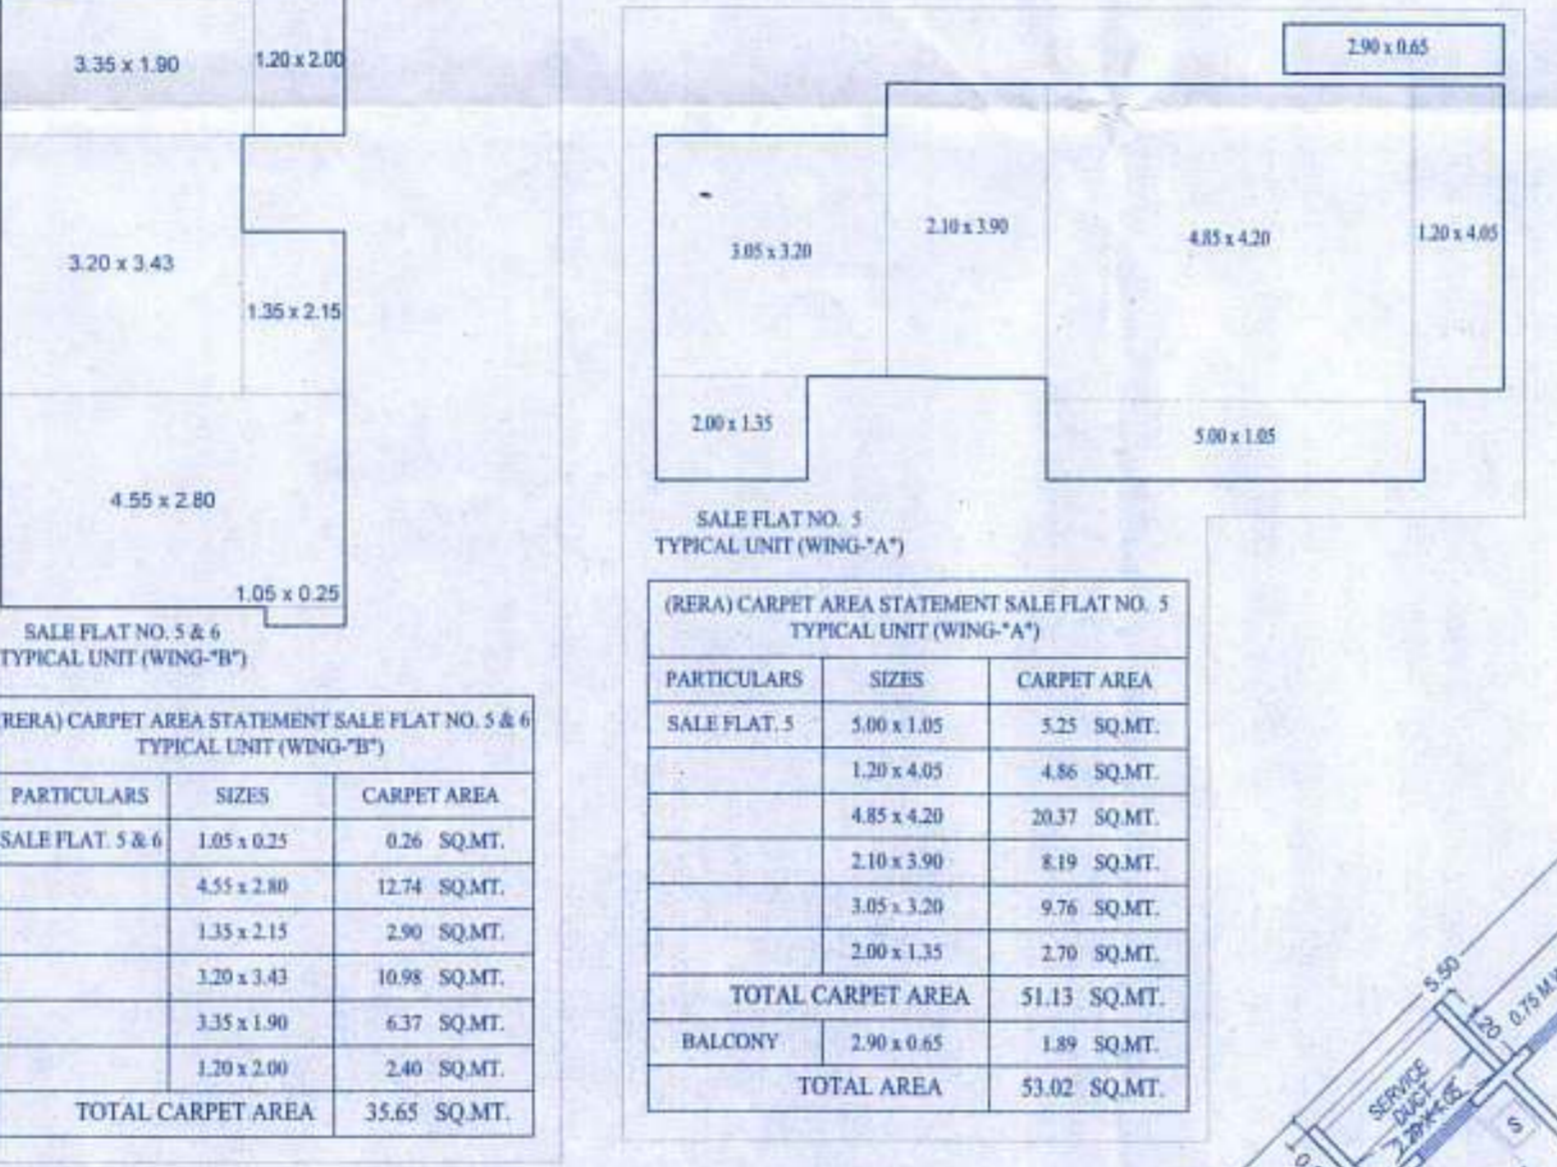 3.35 x 1.90
1.20 x 2.00
3.20 x 3.43
1.35 x 2.15
4.55 x 2.80
1.05 x 0.25
SALE FLAT NO. 5 & 6
TYPICAL UNIT (WING-"B")
(RERA) CARPET AREA STATEMENT SALE FLAT NO. 5 & 6
TYPICAL UNIT (WING-"B")
PARTICULARS SIZES CARPET AREA
SALE FLAT. 5 & 6 1.05 x 0.25 0.26 SQ.MT.
4.55 x 2.80 12.74 SQ.MT.
1.35 x 2.15 2.90 SQ.MT.
3.20 x 3.43 10.98 SQ.MT.
3.35 x 1.90 6.37 SQ.MT.
1.20 x 2.00 2.40 SQ.MT.
TOTAL CARPET AREA 35.65 SQ.MT.
2.90 x 0.65
3.05 x 3.20
2.10 x 3.90
4.85 x 4.20
1.20 x 4.05
2.00 x 1.35
5.00 x 1.05
SALE FLAT NO. 5
TYPICAL UNIT (WING-"A")
(RERA) CARPET AREA STATEMENT SALE FLAT NO. 5
TYPICAL UNIT (WING-"A")
PARTICULARS SIZES CARPET AREA
SALE FLAT. 5 5.00 x 1.05 5.25 SQ.MT.
1.20 x 4.05 4.86 SQ.MT.
4.85 x 4.20 20.37 SQ.MT.
2.10 x 3.90 8.19 SQ.MT.
3.05 x 3.20 9.76 SQ.MT.
2.00 x 1.35 2.70 SQ.MT.
TOTAL CARPET AREA 51.13 SQ.MT.
BALCONY 2.90 x 0.65 1.89 SQ.MT.
TOTAL AREA 53.02 SQ.MT.
5.50
1.20
0.75
SERVICE
DUCT
S